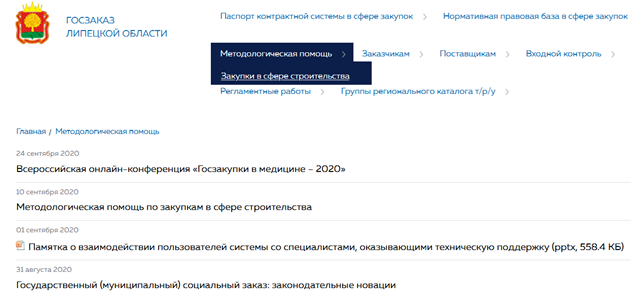 ГОСЗАКАЗ
ЛИПЕЦКОЙ ОБЛАСТИ
Паспорт контрактной системы в сфере закупок
Нормативная правовая база в сфере закупок
Методологическая помощь
Заказчикам
Поставщикам
Входной контроль
Закупки в сфере строительства
Регламентные работы
Группы регионального каталога т/р/у
Главная / Методологическая помощь
24 сентября 2020
Всероссийская онлайн-конференция «Госзакупки в медицине – 2020»
10 сентября 2020
Методологическая помощь по закупкам в сфере строительства
01 сентября 2020
Памятка о взаимодействии пользователей системы со специалистами, оказывающими техническую поддержку (pptx, 558.4 КБ)
31 августа 2020
Государственный (муниципальный) социальный заказ: законодательные новации